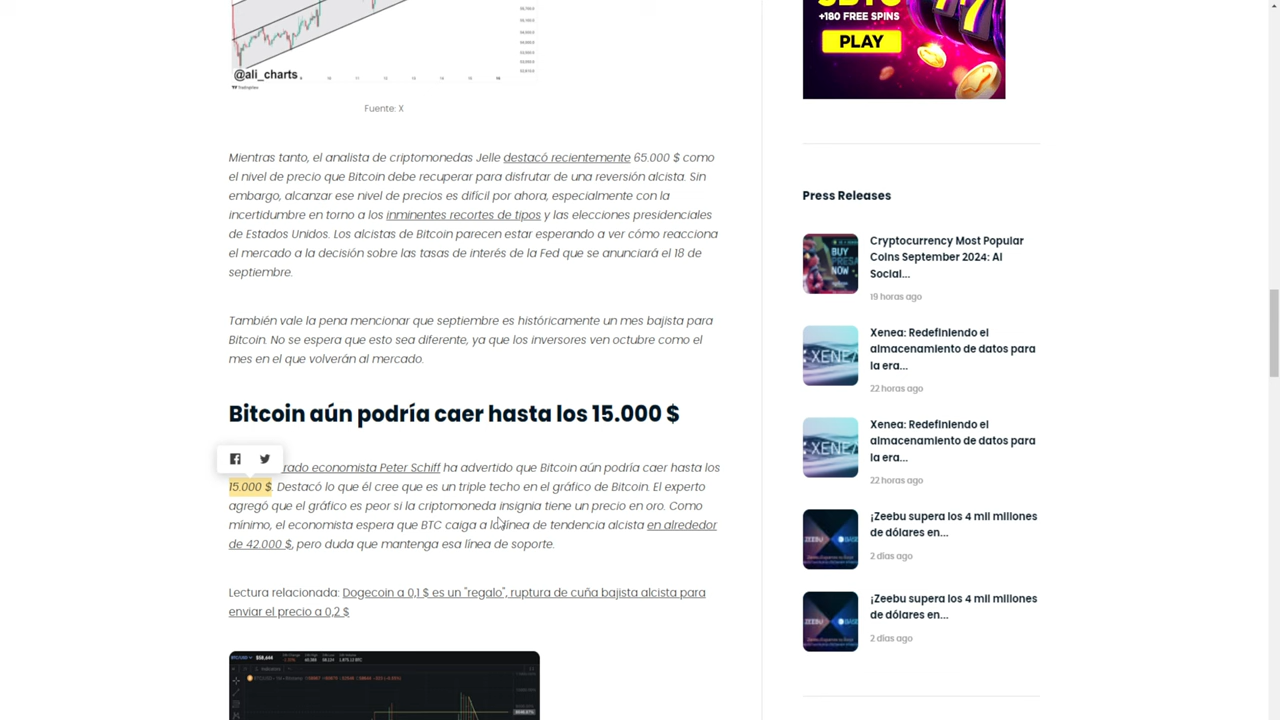 @ali_charts
TradingView
Fuente: X
Mientras tanto, el analista de criptomonedas Jelle destacó recientemente 65.000 $ como
el nivel de precio que Bitcoin debe recuperar para disfrutar de una reversión alcista. Sin
embargo, alcanzar ese nivel de precios es difícil por ahora, especialmente con la
incertidumbre en torno a los inminentes recortes de tipos y las elecciones presidenciales
de Estados Unidos. Los alcistas de Bitcoin parecen estar esperando a ver cómo reacciona
el mercado a la decisión sobre las tasas de interés de la Fed que se anunciará el 18 de
septiembre.
También vale la pena mencionar que septiembre es históricamente un mes bajista para
Bitcoin. No se espera que esto sea diferente, ya que los inversores ven octubre como el
mes en el que volverán al mercado.
Bitcoin aún podría caer hasta los 15.000 $
rado economista Peter Schiff ha advertido que Bitcoin aún podría caer hasta los
15.000 $. Destacó lo que él cree que es un triple techo en el gráfico de Bitcoin. El experto
agregó que el gráfico es peor si la criptomoneda insignia tiene un precio en oro. Como
mínimo, el economista espera que BTC caiga a la línea de tendencia alcista en alrededor
de 42.000 $, pero duda que mantenga esa línea de soporte.
Lectura relacionada: Dogecoin a 0,1 $ es un "regalo", ruptura de cuña bajista alcista para
enviar el precio a 0,2 $
BTC/USD $58,644
+180 FREE SPINS
PLAY
Press Releases
BUY
NOW
Cryptocurrency Most Popular
Coins September 2024: AI
Social...
19 horas ago
XENEA
Xenea: Redefiniendo el
almacenamiento de datos para
la era...
22 horas ago
XENEA
Xenea: Redefiniendo el
almacenamiento de datos para
la era...
22 horas ago
ZEEBU BASE
¡Zeebu supera los 4 mil millones
de dólares en...
2 días ago
ZEEBU BASE
¡Zeebu supera los 4 mil millones
de dólares en...
2 días ago